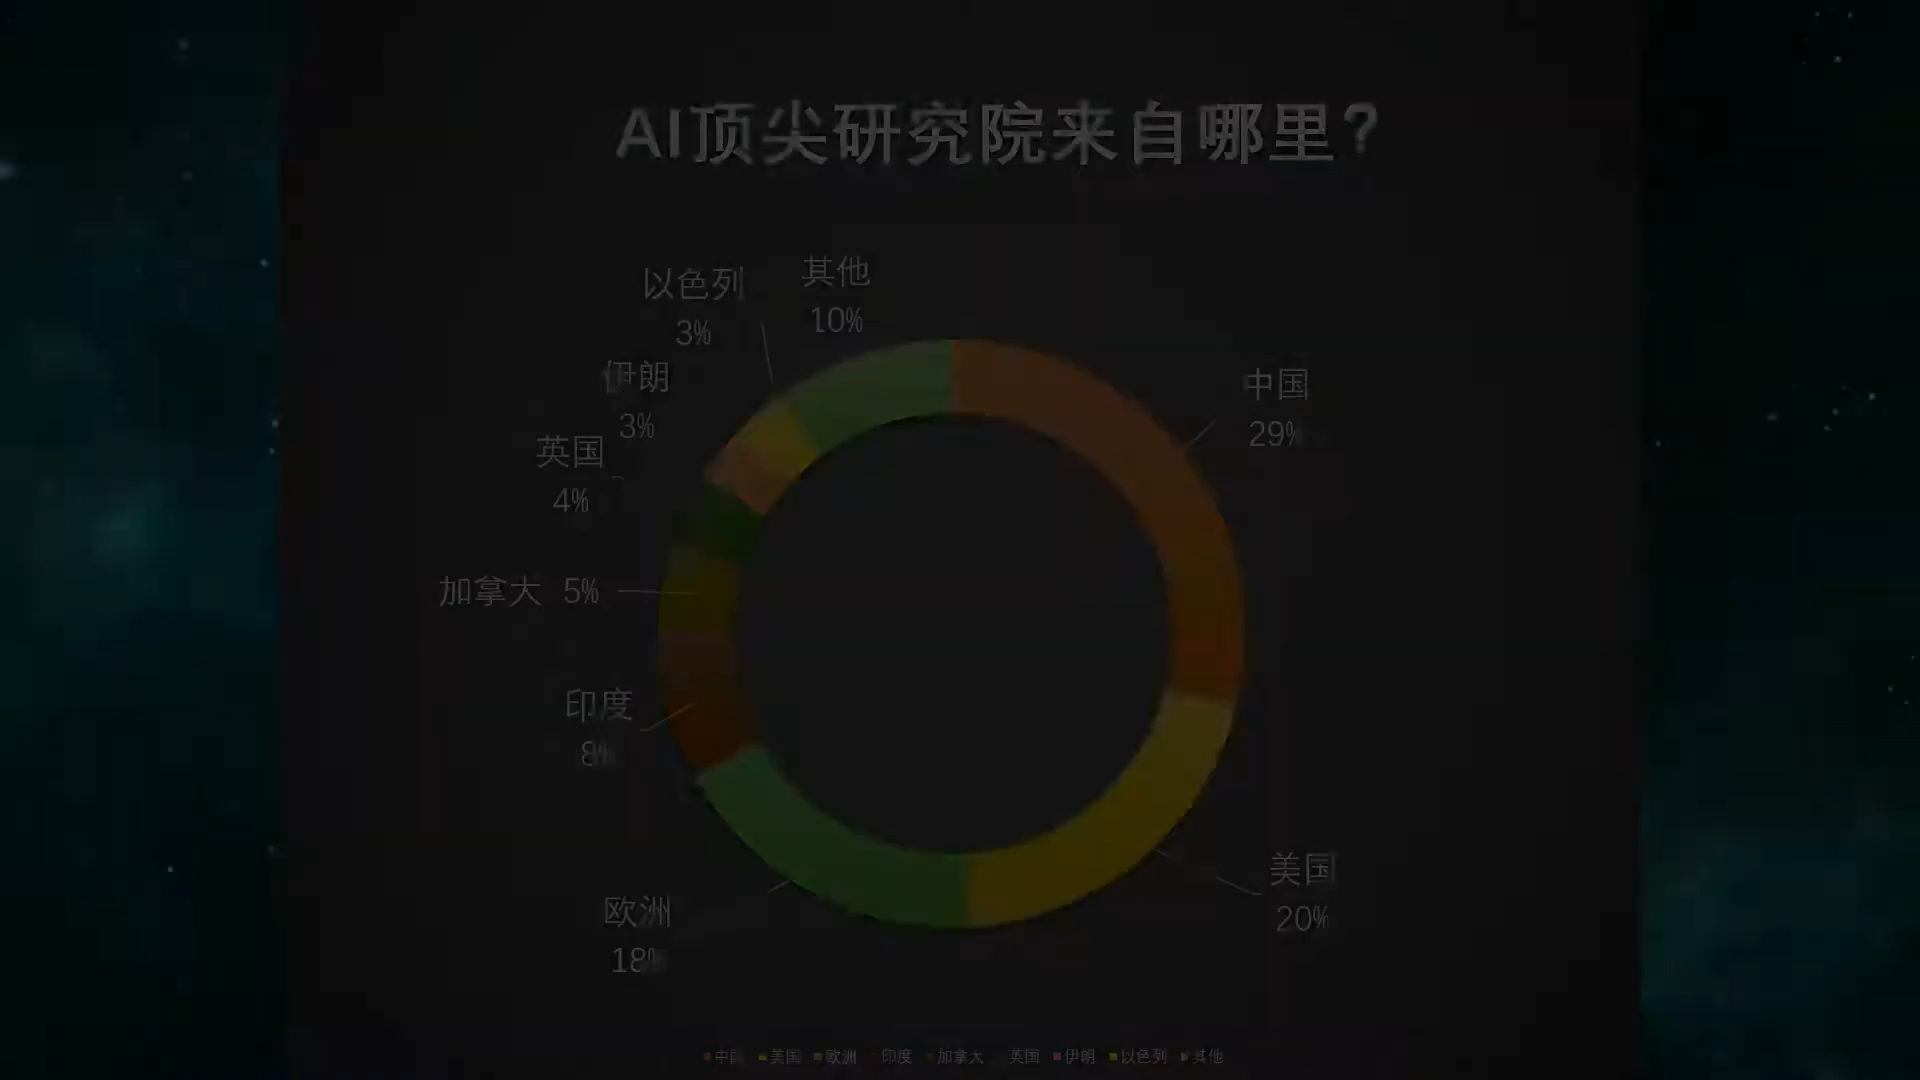 AI顶尖研究院来自哪里?
以色列
3%
其他
10%
伊朗
3%
中国
29%
英国
4%
加拿大 5%
印度
8%
美国
20%
欧洲
18%
中国 美国 欧洲 印度 加拿大 英国 伊朗 以色列 其他